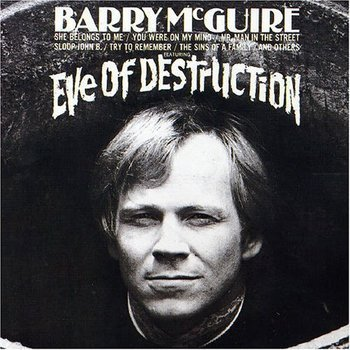 BARRY McGUIRE
SHE BELONGS TO ME / YOU WERE ON MY MIND / MR. MAN IN THE STREET
SLOOP JOHN B. / TRY TO REMEMBER / THE SINS OF A FAMILY / AND OTHERS
FEATURING
EVE OF DESTRUCTION